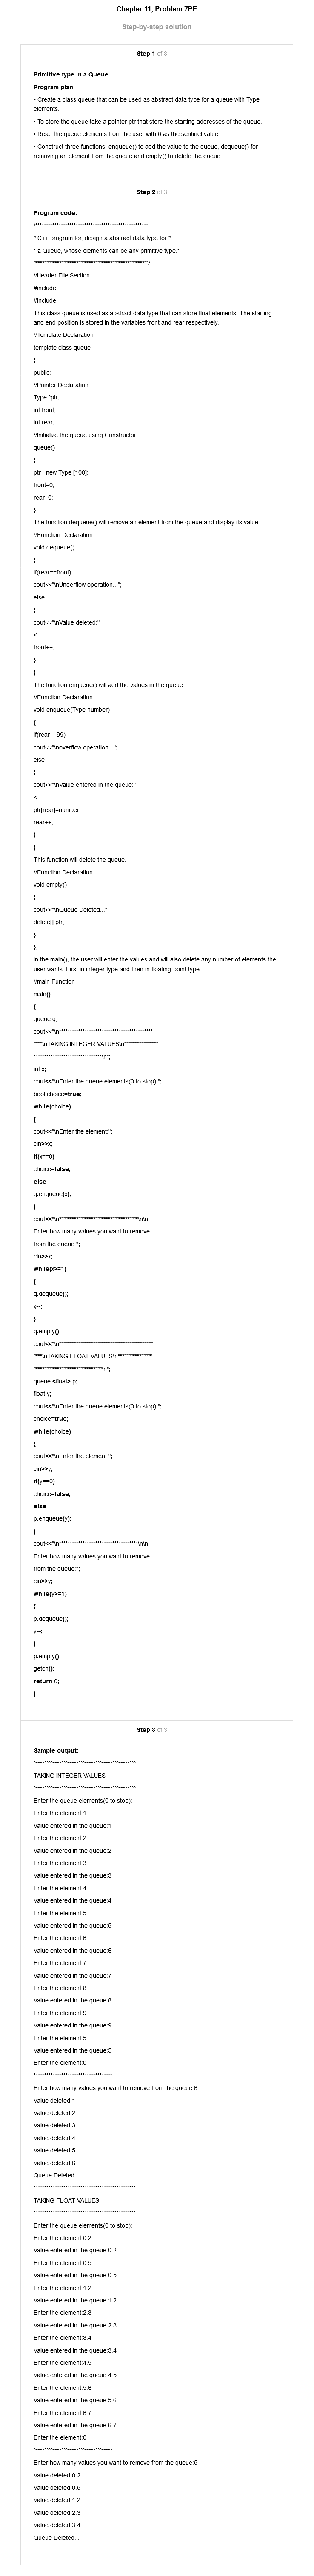 Chapter 11, Problem 7PE
Step-by-step solution
Step 1 of 3
Primitive type in a Queue
Program plan:
• Create a class queue that can be used as abstract data type for a queue with Type
elements.
• To store the queue take a pointer ptr that store the starting addresses of the queue.
• Read the queue elements from the user with 0 as the sentinel value.
• Construct three functions, enqueue() to add the value to the queue, dequeue() for
removing an element from the queue and empty() to delete the queue.
Step 2 of 3
Program code:
/*****************************************************
* C++ program for, design a abstract data type for *
* a Queue, whose elements can be any primitive type.*
******************************************************/
//Header File Section
#include
#include
This class queue is used as abstract data type that can store float elements. The starting
and end position is stored in the variables front and rear respectively.
//Template Declaration
template class queue
{
public:
//Pointer Declaration
Type *ptr;
int front;
int rear;
//Initialize the queue using Constructor
queue()
{
ptr= new Type [100];
front=0;
rear=0;
}
The function dequeue() will remove an element from the queue and display its value
//Function Declaration
void dequeue()
{
if(rear==front)
cout<<"\nUnderflow operation...";
else
{
cout<<"\nValue deleted:"
<
front++;
}
}
The function enqueue() will add the values in the queue.
//Function Declaration
void enqueue(Type number)
{
if(rear==99)
cout<<"\noverflow operation...";
else
{
cout<<"\nValue entered in the queue:"
<
ptr[rear]=number;
rear++;
}
}
This function will delete the queue.
//Function Declaration
void empty()
{
cout<<"\nQueue Deleted...";
delete[] ptr;
}
};
In the main(), the user will enter the values and will also delete any number of elements the
user wants. First in integer type and then in floating-point type.
//main Function
main()
{
queue q;
cout<<"\n********************************************
*****\nTAKING INTEGER VALUES\n****************
********************************\n";
int x;
cout<<"\nEnter the queue elements(0 to stop):";
bool choice=true;
while(choice)
{
cout<<"\nEnter the element:";
cin>>x;
if(x==0)
choice=false;
else
q.enqueue(x);
}
cout<<"\n*************************************\n\n
Enter how many values you want to remove
from the queue:";
cin>>x;
while(x>=1)
{
q.dequeue();
x--;
}
q.empty();
cout<<"\n********************************************
*****\nTAKING FLOAT VALUES\n****************
********************************\n";
queue <float> p;
float y;
cout<<"\nEnter the queue elements(0 to stop):";
choice=true;
while(choice)
{
cout<<"\nEnter the element:";
cin>>y;
if(y==0)
choice=false;
else
p.enqueue(y);
}
cout<<"\n*************************************\n\n
Enter how many values you want to remove
from the queue:";
cin>>y;
while(y>=1)
{
p.dequeue();
y--;
}
p.empty();
getch();
return 0;
}
Step 3 of 3
Sample output:
************************************************
TAKING INTEGER VALUES
************************************************
Enter the queue elements(0 to stop):
Enter the element:1
Value entered in the queue:1
Enter the element:2
Value entered in the queue:2
Enter the element:3
Value entered in the queue:3
Enter the element:4
Value entered in the queue:4
Enter the element:5
Value entered in the queue:5
Enter the element:6
Value entered in the queue:6
Enter the element:7
Value entered in the queue:7
Enter the element:8
Value entered in the queue:8
Enter the element:9
Value entered in the queue:9
Enter the element:5
Value entered in the queue:5
Enter the element:0
*************************************
Enter how many values you want to remove from the queue:6
Value deleted:1
Value deleted:2
Value deleted:3
Value deleted:4
Value deleted:5
Value deleted:6
Queue Deleted...
************************************************
TAKING FLOAT VALUES
************************************************
Enter the queue elements(0 to stop):
Enter the element:0.2
Value entered in the queue:0.2
Enter the element:0.5
Value entered in the queue:0.5
Enter the element:1.2
Value entered in the queue:1.2
Enter the element:2.3
Value entered in the queue:2.3
Enter the element:3.4
Value entered in the queue:3.4
Enter the element:4.5
Value entered in the queue:4.5
Enter the element:5.6
Value entered in the queue:5.6
Enter the element:6.7
Value entered in the queue:6.7
Enter the element:0
*************************************
Enter how many values you want to remove from the queue:5
Value deleted:0.2
Value deleted:0.5
Value deleted:1.2
Value deleted:2.3
Value deleted:3.4
Queue Deleted...